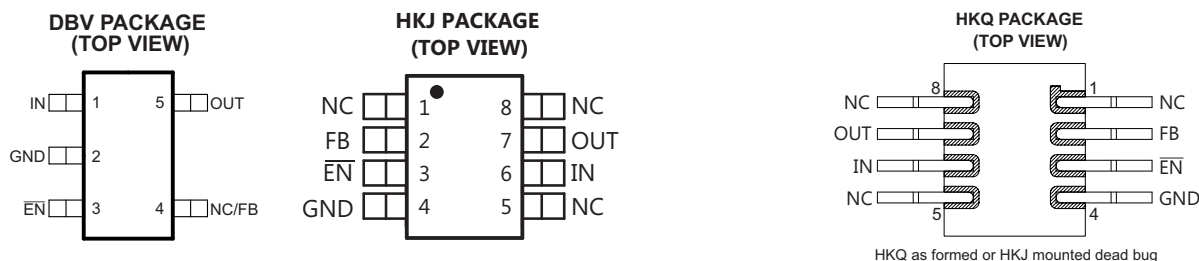 DBV PACKAGE
(TOP VIEW)
IN 1 5 OUT
GND 2
EN 3 4 NC/FB
HKJ PACKAGE
(TOP VIEW)
NC 1 8 NC
FB 2 7 OUT
EN 3 6 IN
GND 4 5 NC
HKQ PACKAGE
(TOP VIEW)
8 1
NC NC
OUT FB
IN EN
NC GND
5 4
HKQ as formed or HKJ mounted dead bug